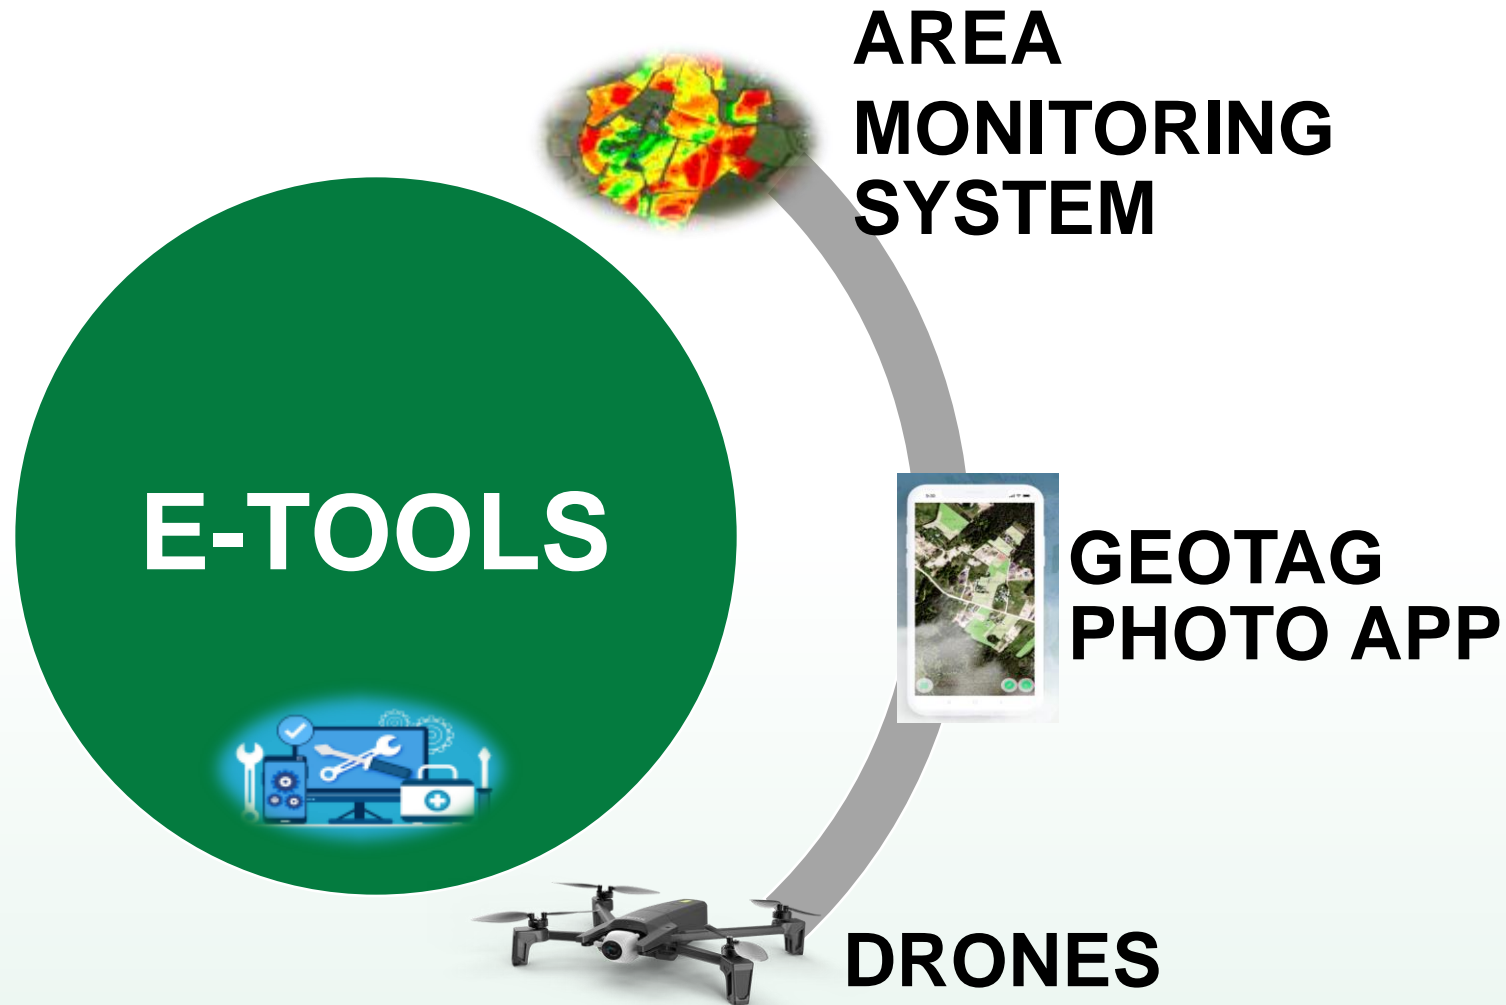 AREA
MONITORING
SYSTEM
E-TOOLS
GEOTAG
PHOTO APP
DRONES